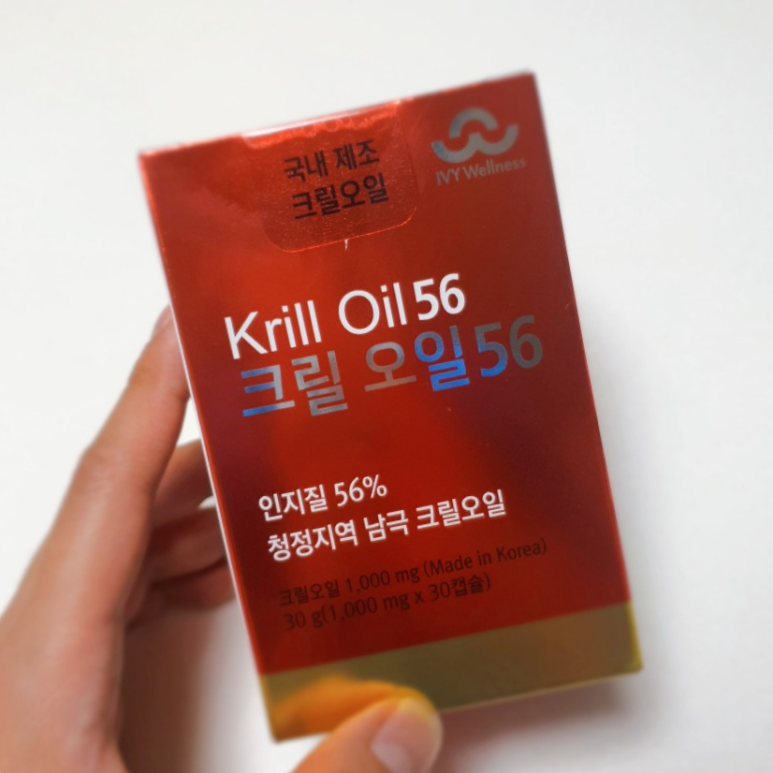 국내 제조
크릴오일
IVY Wellness
Krill Oil 56
크릴 오일 56
인지질 56%
청정지역 남극 크릴오일
크릴오일 1,000 mg (Made in Korea)
30 g(1,000 mg x 30캡슐)